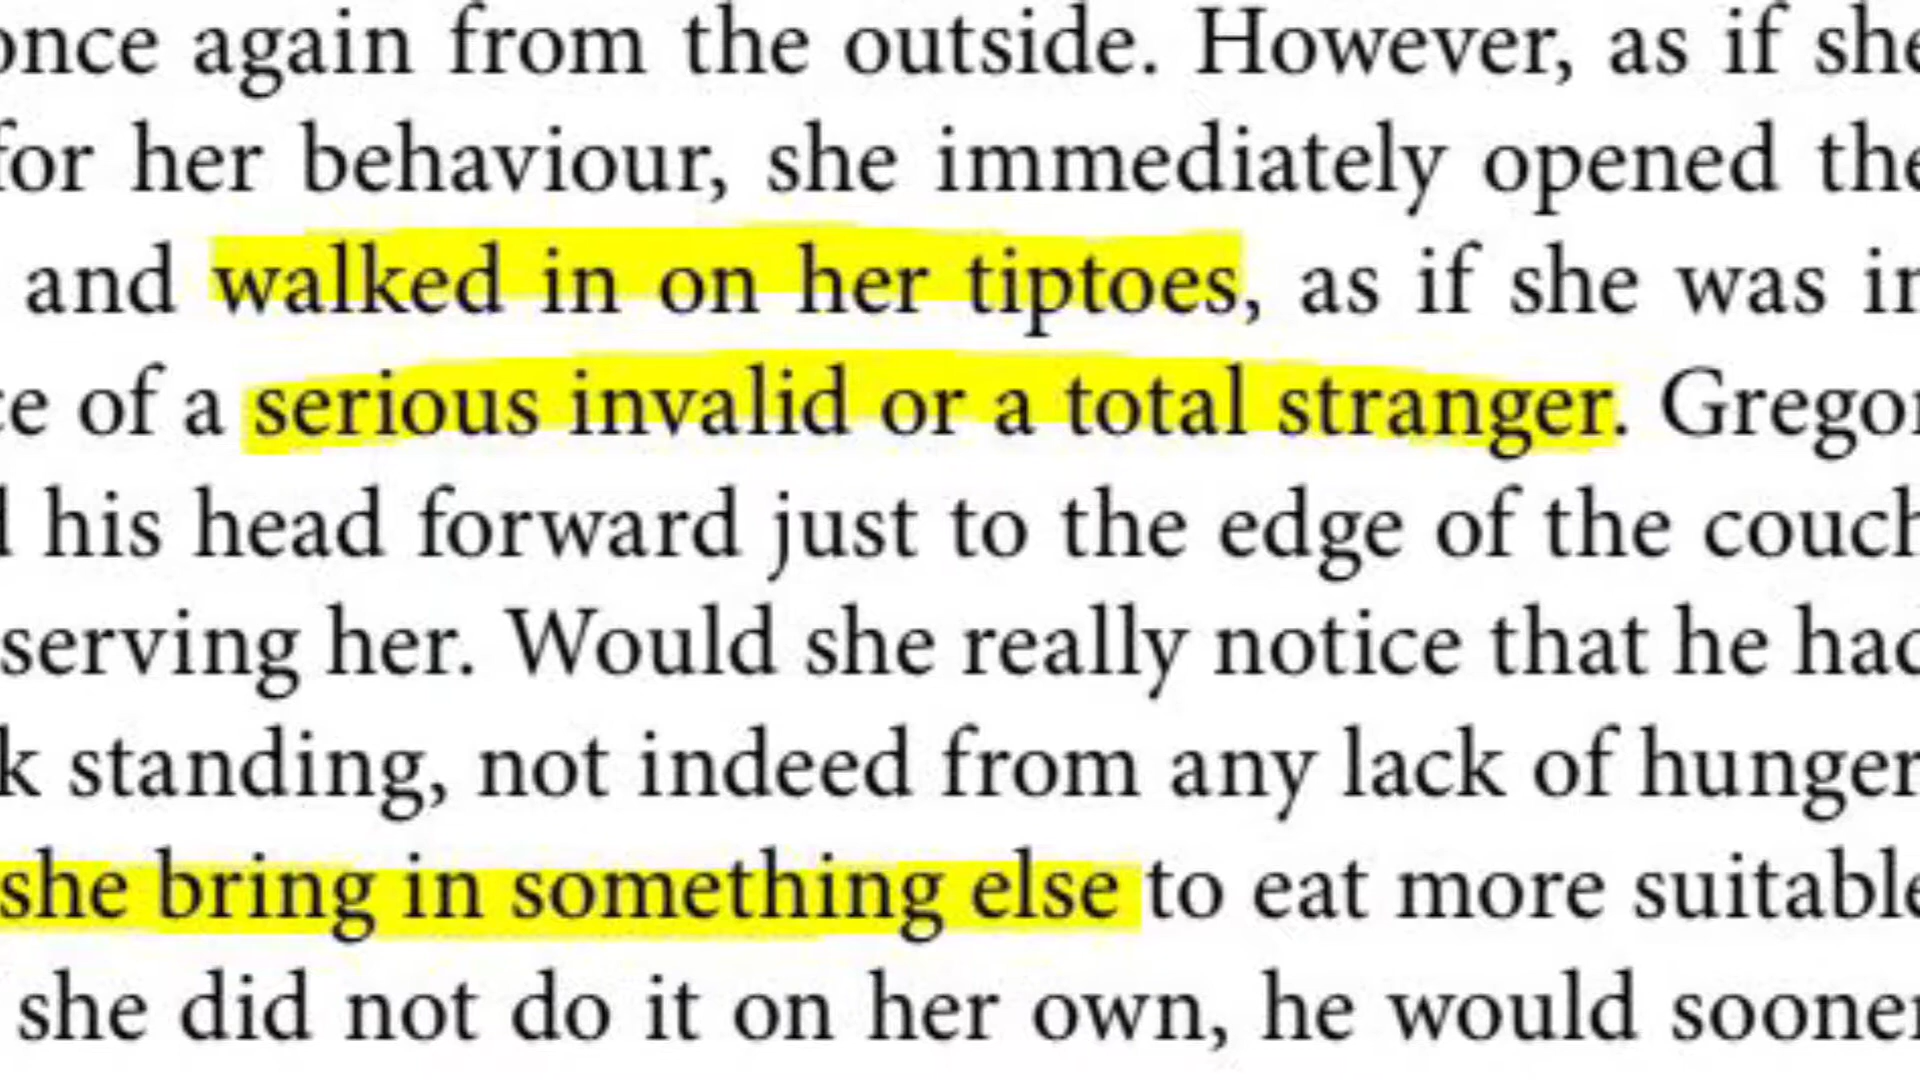 once again from the outside. However, as if she
for her behaviour, she immediately opened the
and walked in on her tiptoes, as if she was in
of a serious invalid or a total stranger. Gregor
his head forward just to the edge of the couch
serving her. Would she really notice that he had
standing, not indeed from any lack of hunger
she bring in something else to eat more suitable
she did not do it on her own, he would sooner